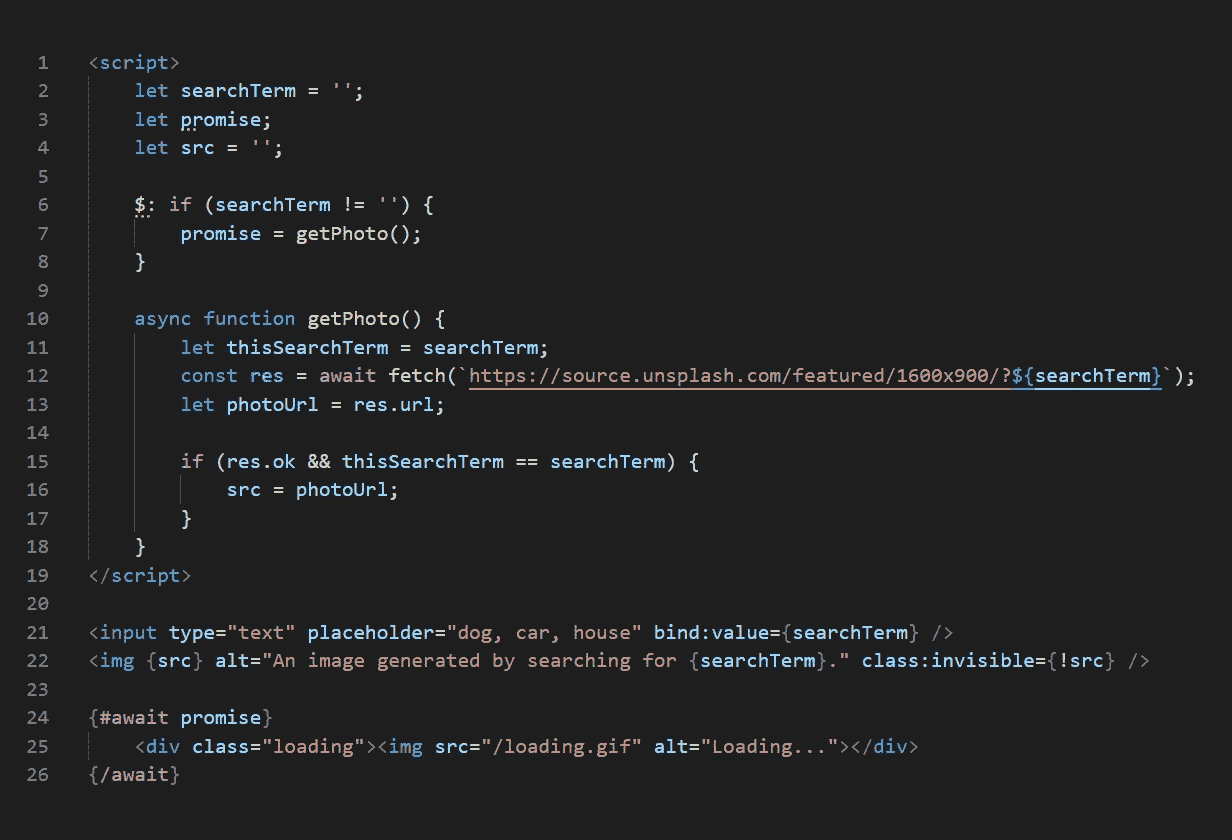 1 <script>
2 let searchTerm = '';
3 let promise;
4 let src = '';
5
6 $: if (searchTerm != '') {
7 promise = getPhoto();
8 }
9
10 async function getPhoto() {
11 let thisSearchTerm = searchTerm;
12 const res = await fetch(`https://source.unsplash.com/featured/1600x900/?${searchTerm}`);
13 let photoUrl = res.url;
14
15 if (res.ok && thisSearchTerm == searchTerm) {
16 src = photoUrl;
17 }
18 }
19 </script>
20
21 <input type="text" placeholder="dog, car, house" bind:value={searchTerm} />
22 <img {src} alt="An image generated by searching for {searchTerm}." class:invisible={!src} />
23
24 {#await promise}
25 <div class="loading"><img src="/loading.gif" alt="Loading..."></div>
26 {/await}